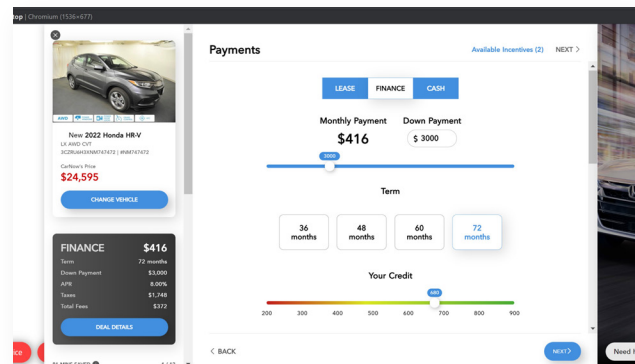 top | Chromium (1536×677)
Payments
Available Incentives (2)
NEXT >
LEASE
FINANCE
CASH
Monthly Payment
Down Payment
$416
$ 3000
3000
Term
36 months
48 months
60 months
72 months
Your Credit
680
200 300 400 500 600 700 800 900
< BACK
NEXT >
Need
AWD
New 2022 Honda HR-V
LX AWD CVT
3CZRU6H3XNM747472 | #NM747472
CarNow's Price
$24,595
CHANGE VEHICLE
FINANCE $416
Term 72 months
Down Payment $3,000
APR 8.00%
Taxes $1,748
Total Fees $372
DEAL DETAILS